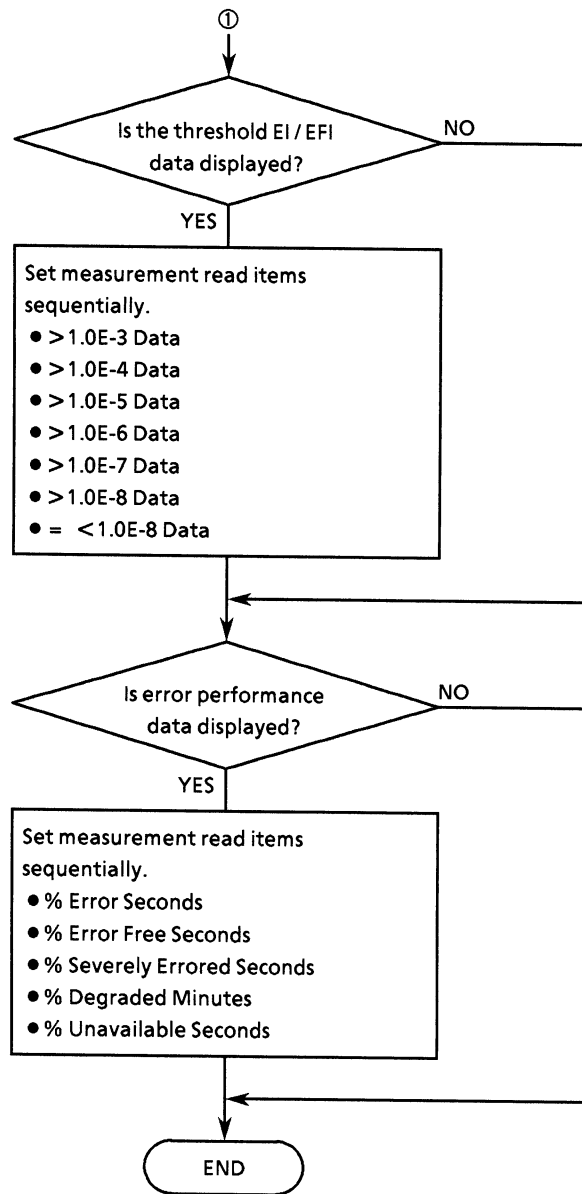 ①
Is the threshold EI / EFI
data displayed?
NO
YES
Set measurement read items
sequentially.
● >1.0E-3 Data
● >1.0E-4 Data
● >1.0E-5 Data
● >1.0E-6 Data
● >1.0E-7 Data
● >1.0E-8 Data
● = <1.0E-8 Data
Is error performance
data displayed?
NO
YES
Set measurement read items
sequentially.
● % Error Seconds
● % Error Free Seconds
● % Severely Errored Seconds
● % Degraded Minutes
● % Unavailable Seconds
END